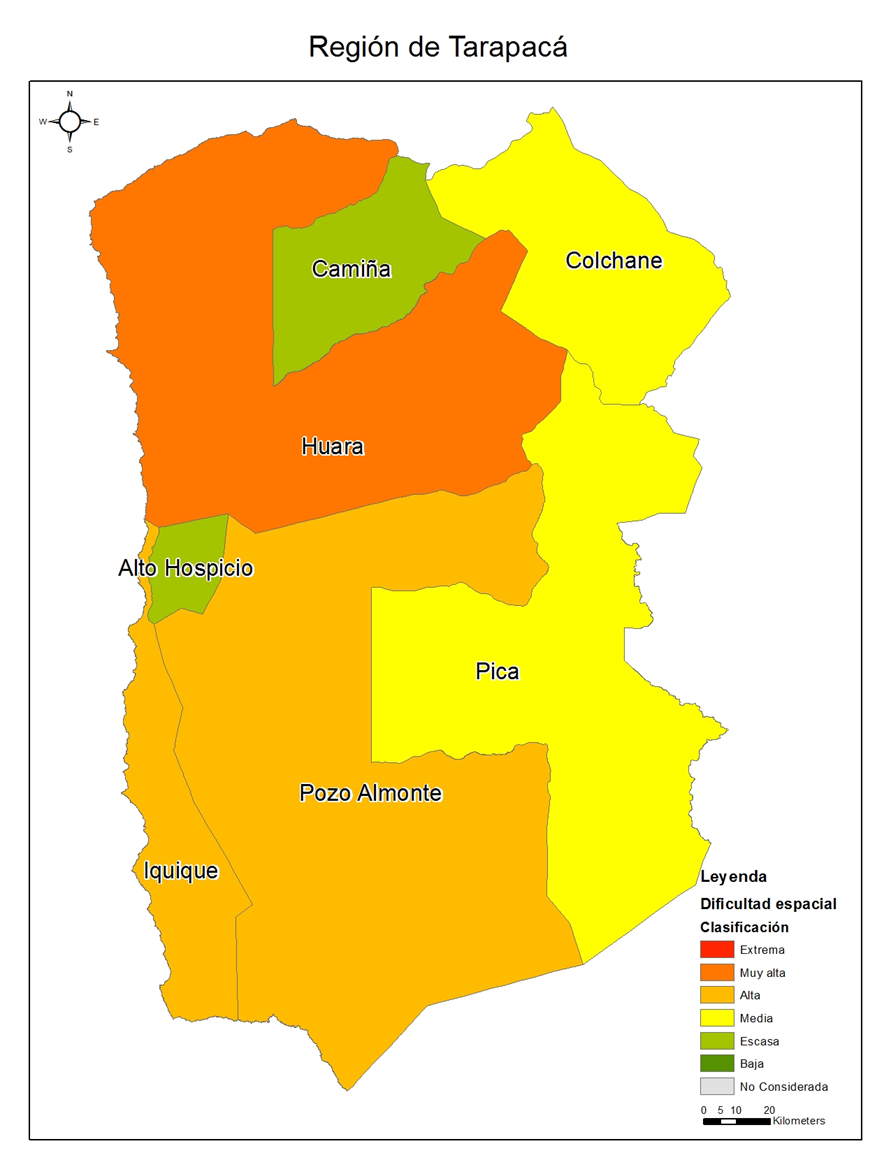 Región de Tarapacá
N
W E
S
Camiña
Colchane
Huara
Alto Hospicio
Pica
Pozo Almonte
Iquique
Leyenda
Dificultad espacial
Clasificación
Extrema
Muy alta
Alta
Media
Escasa
Baja
No Considerada
0 5 10 20
Kilometers